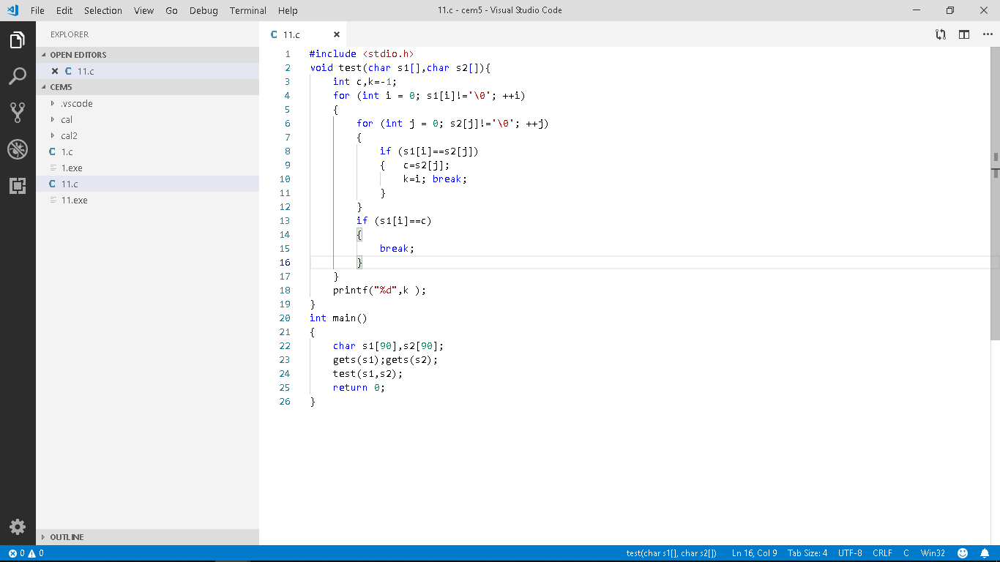 File Edit Selection View Go Debug Terminal Help 11.c - cem5 - Visual Studio Code
EXPLORER
OPEN EDITORS
11.c
CEM5
.vscode
cal
cal2
1.c
1.exe
11.c
11.exe
OUTLINE
11.c
1 #include <stdio.h>
2 void test(char s1[],char s2[]){
3     int c,k=-1;
4     for (int i = 0; s1[i]!='\0'; ++i)
5     {
6         for (int j = 0; s2[j]!='\0'; ++j)
7         {
8             if (s1[i]==s2[j])
9             {   c=s2[j];
10                 k=i; break;
11             }
12         }
13         if (s1[i]==c)
14         {
15             break;
16         }
17     }
18     printf("%d",k );
19 }
20 int main()
21 {
22     char s1[90],s2[90];
23     gets(s1);gets(s2);
24     test(s1,s2);
25     return 0;
26 }
0 0 test(char s1[], char s2[]) Ln 16, Col 9 Tab Size: 4 UTF-8 CRLF C Win32